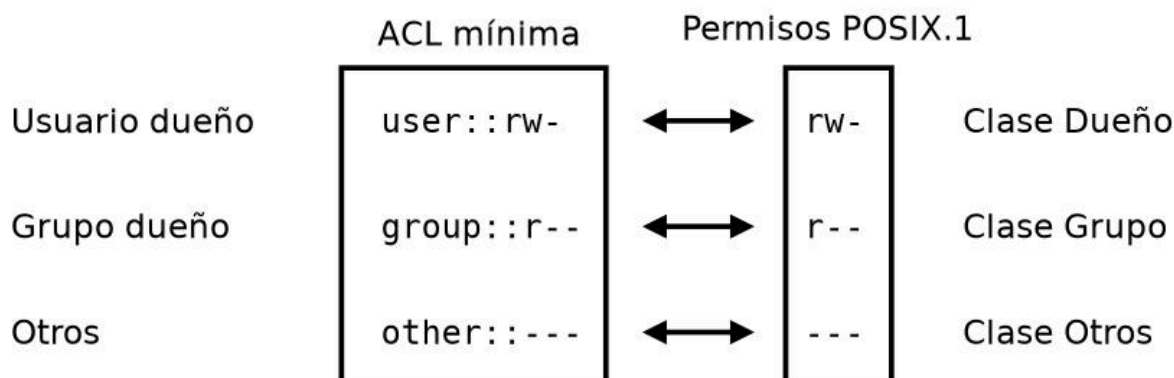 ACL mínima Permisos POSIX.1
Usuario dueño user::rw- rw- Clase Dueño
Grupo dueño group::r-- r-- Clase Grupo
Otros other::--- --- Clase Otros